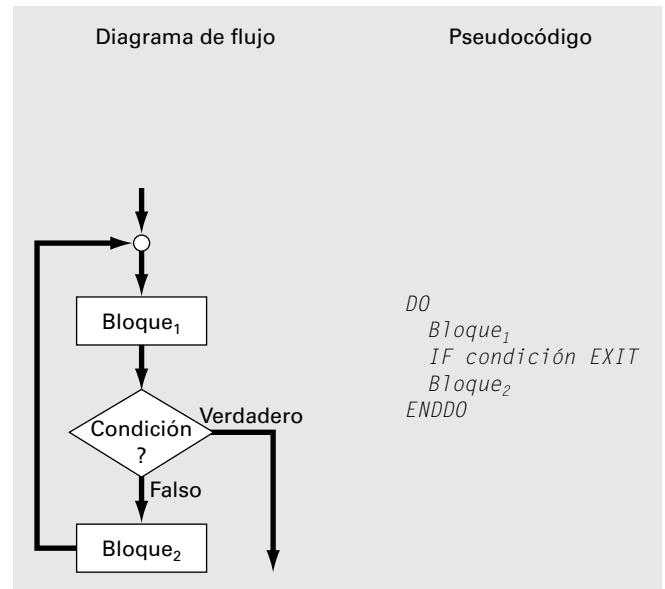 Diagrama de flujo
Pseudocódigo
Bloque₁
Condición
?
Verdadero
Falso
Bloque₂
DO
Bloque₁
IF condición EXIT
Bloque₂
ENDDO